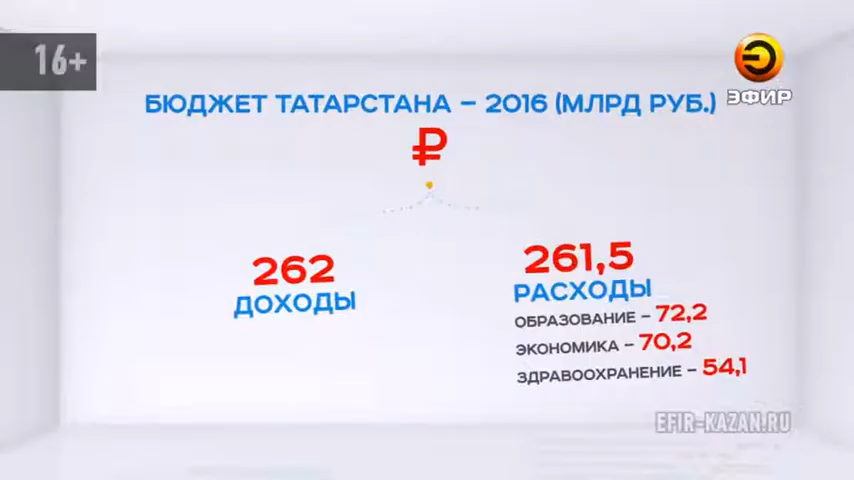 16+
Э
ЭФИР
БЮДЖЕТ ТАТАРСТАНА – 2016 (МЛРД РУБ.)
₽
262
ДОХОДЫ
261,5
РАСХОДЫ
ОБРАЗОВАНИЕ – 72,2
ЭКОНОМИКА – 70,2
ЗДРАВООХРАНЕНИЕ – 54,1
EFIR-KAZAN.RU